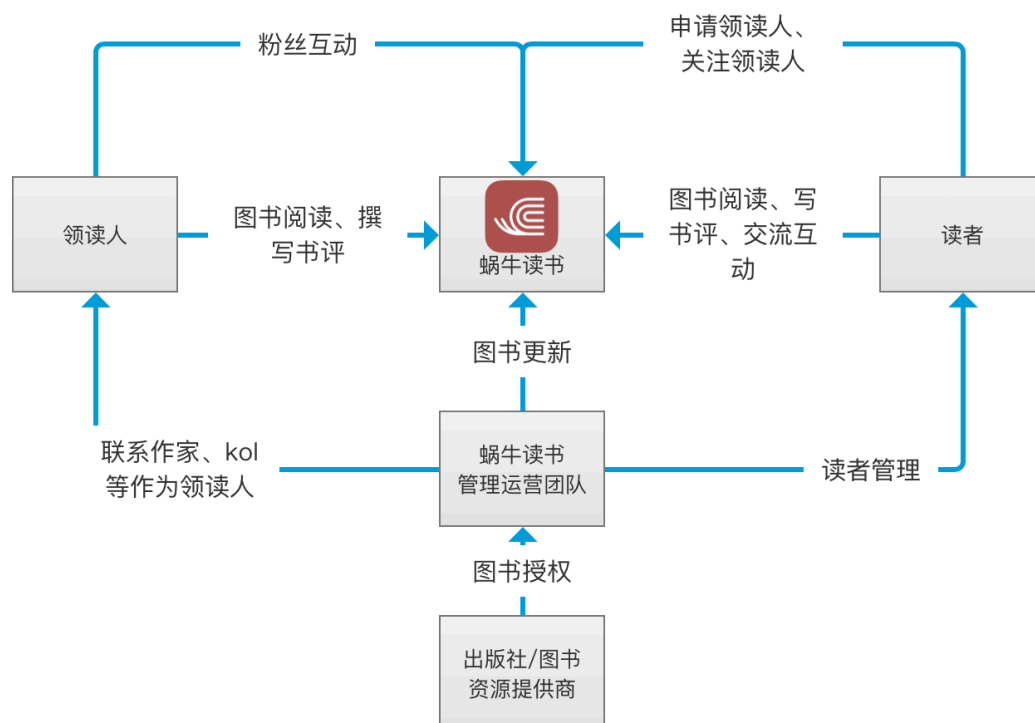 粉丝互动
申请领读人、
关注领读人
领读人
图书阅读、撰
写书评
蜗牛读书
图书阅读、写
书评、交流互
动
读者
图书更新
联系作家、kol
等作为领读人
蜗牛读书
管理运营团队
读者管理
图书授权
出版社/图书
资源提供商